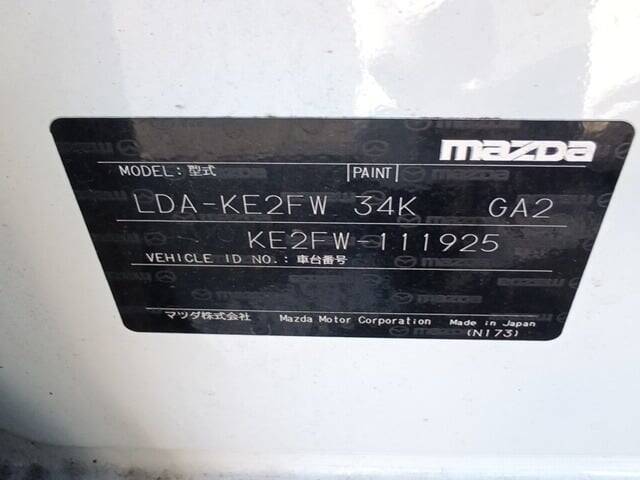 mazda
MODEL: 型式 PAINT
LDA-KE2FW 34K GA2
KE2FW-111925
VEHICLE ID NO.: 車台番号
マツダ株式会社 Mazda Motor Corporation Made in Japan
(N173)